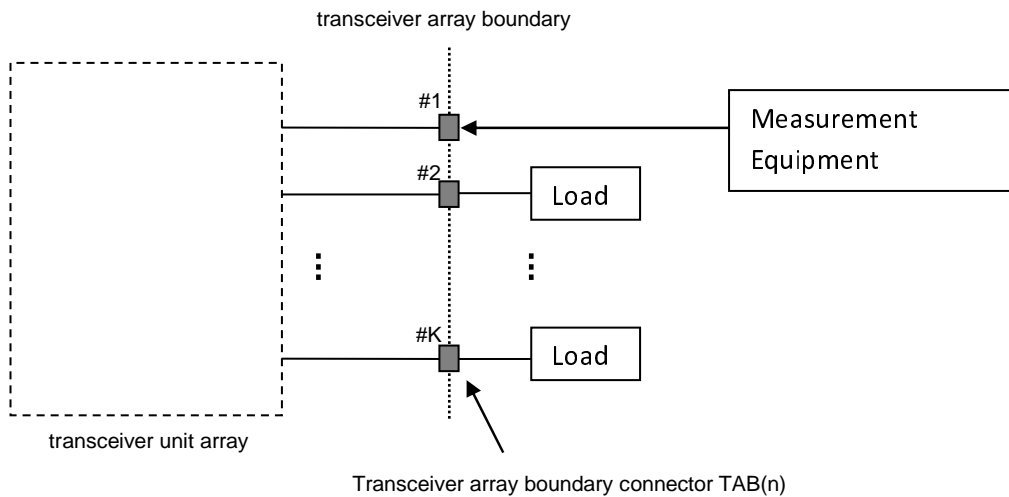 transceiver array boundary
#1
Measurement
Equipment
#2
Load
#K
Load
transceiver unit array
Transceiver array boundary connector TAB(n)